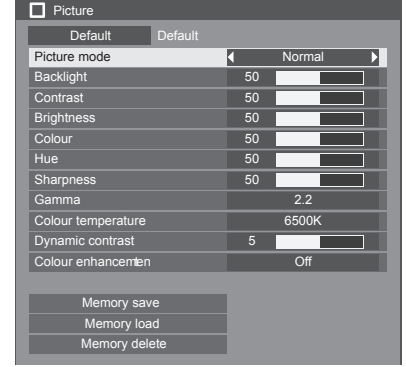 Picture
Default Default
Picture mode Normal
Backlight 50
Contrast 50
Brightness 50
Colour 50
Hue 50
Sharpness 50
Gamma 2.2
Colour temperature 6500K
Dynamic contrast 5
Colour enhancemten Off
Memory save
Memory load
Memory delete